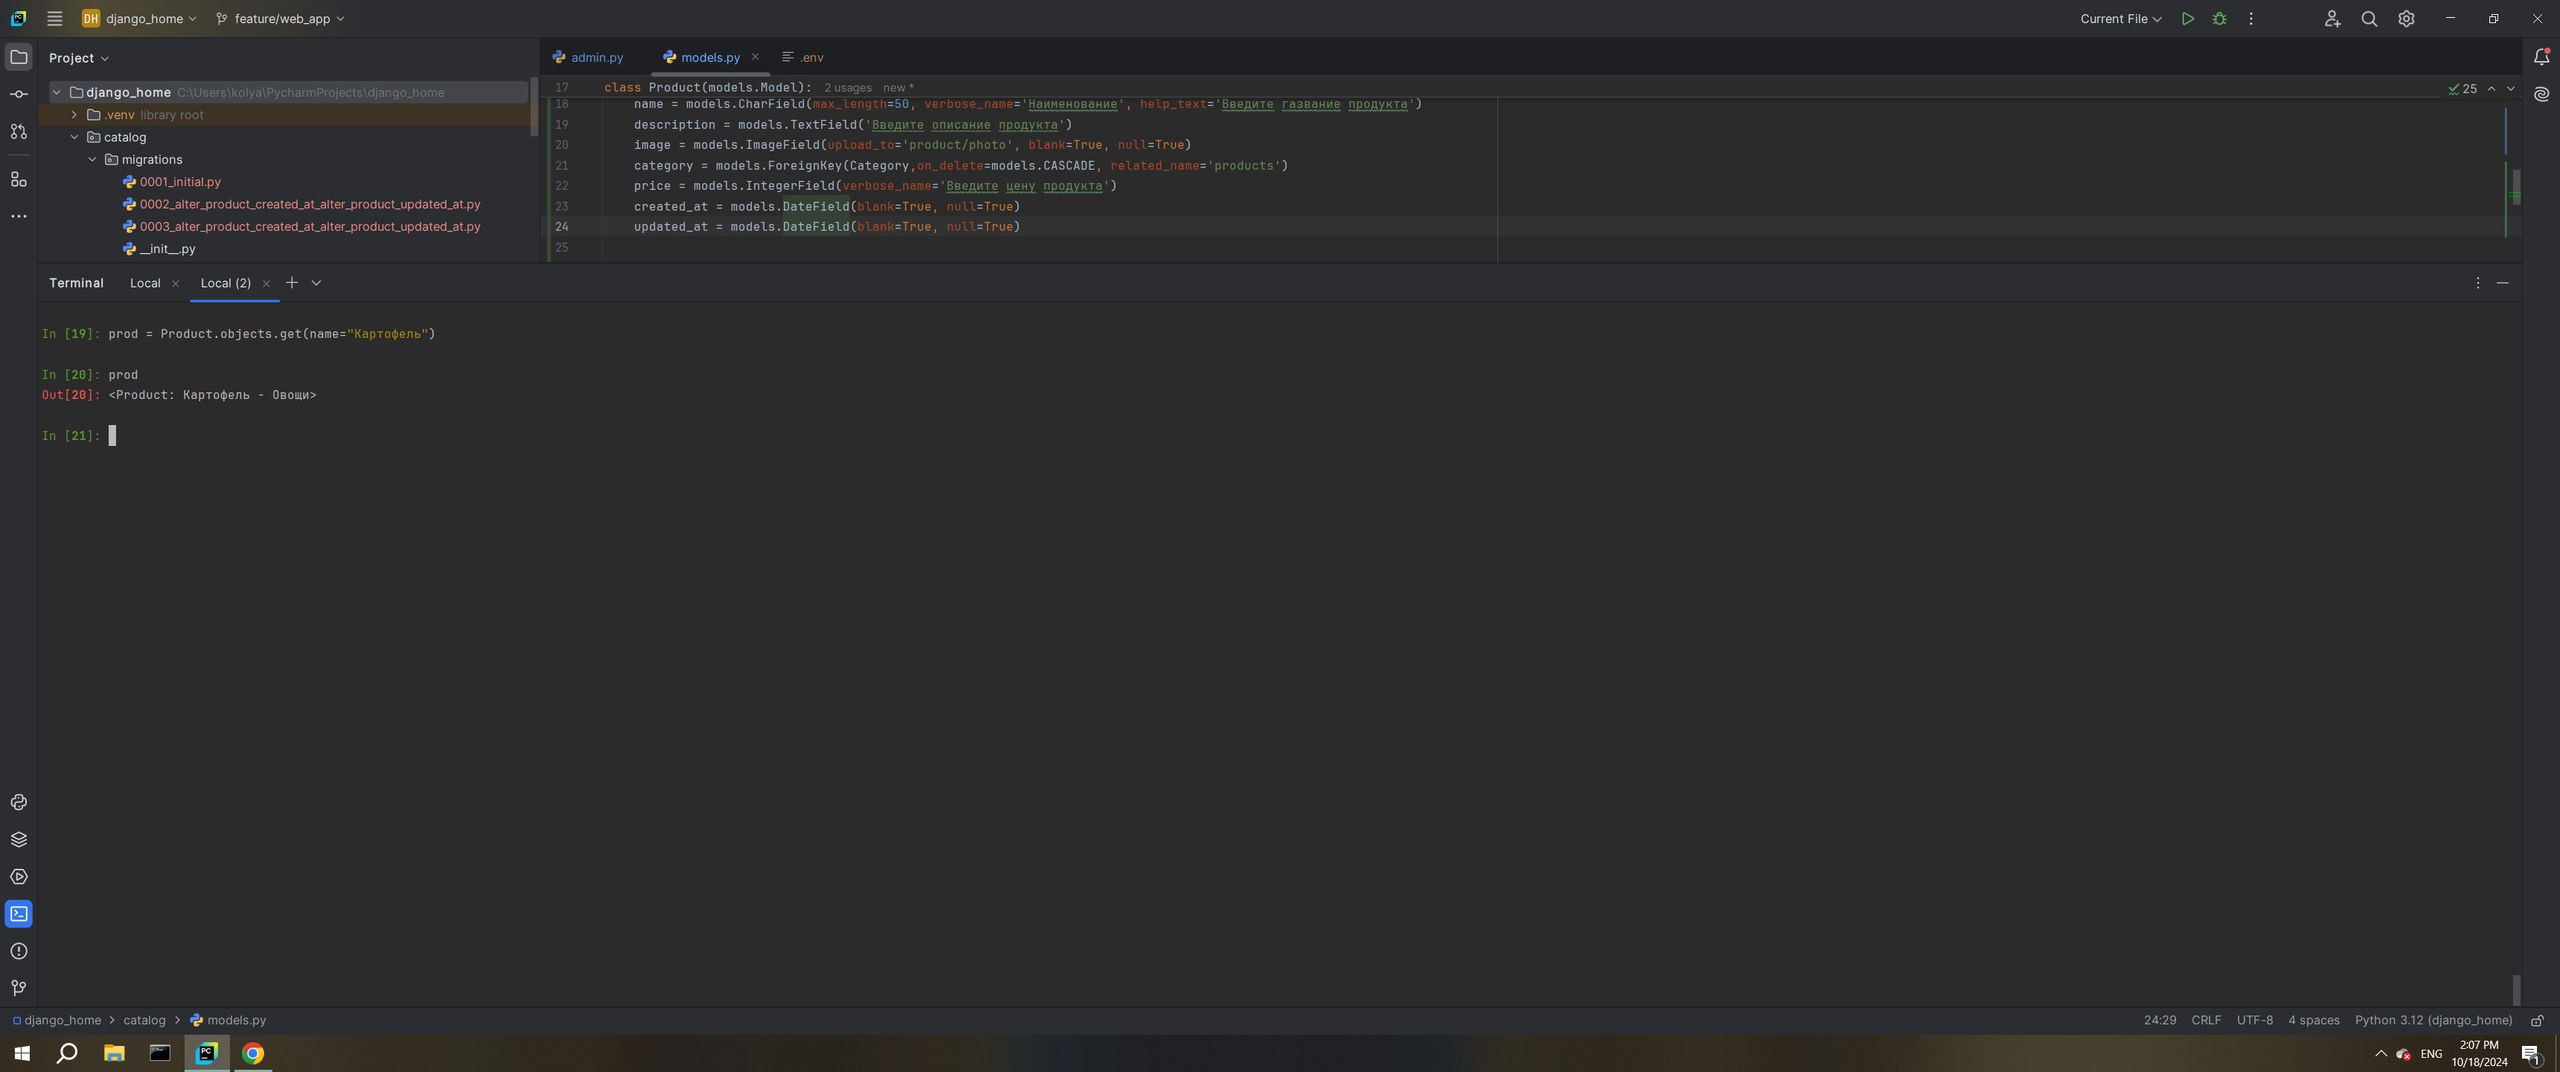 DH django_home feature/web_app Current File
Project
admin.py models.py .env
django_home C:\Users\kolya\PycharmProjects\django_home
.venv library root
catalog
migrations
0001_initial.py
0002_alter_product_created_at_alter_product_updated_at.py
0003_alter_product_created_at_alter_product_updated_at.py
__init__.py
17 class Product(models.Model): 2 usages new *
25
18 name = models.CharField(max_length=50, verbose_name='Наименование', help_text='Введите газвание продукта')
19 description = models.TextField('Введите описание продукта')
20 image = models.ImageField(upload_to='product/photo', blank=True, null=True)
21 category = models.ForeignKey(Category,on_delete=models.CASCADE, related_name='products')
22 price = models.IntegerField(verbose_name='Введите цену продукта')
23 created_at = models.DateField(blank=True, null=True)
24 updated_at = models.DateField(blank=True, null=True)
25
Terminal Local Local (2)
In [19]: prod = Product.objects.get(name="Картофель")
In [20]: prod
Out[20]: <Product: Картофель - Овощи>
In [21]:
django_home > catalog > models.py
24:29 CRLF UTF-8 4 spaces Python 3.12 (django_home)
PC
ENG
2:07 PM
10/18/2024
1